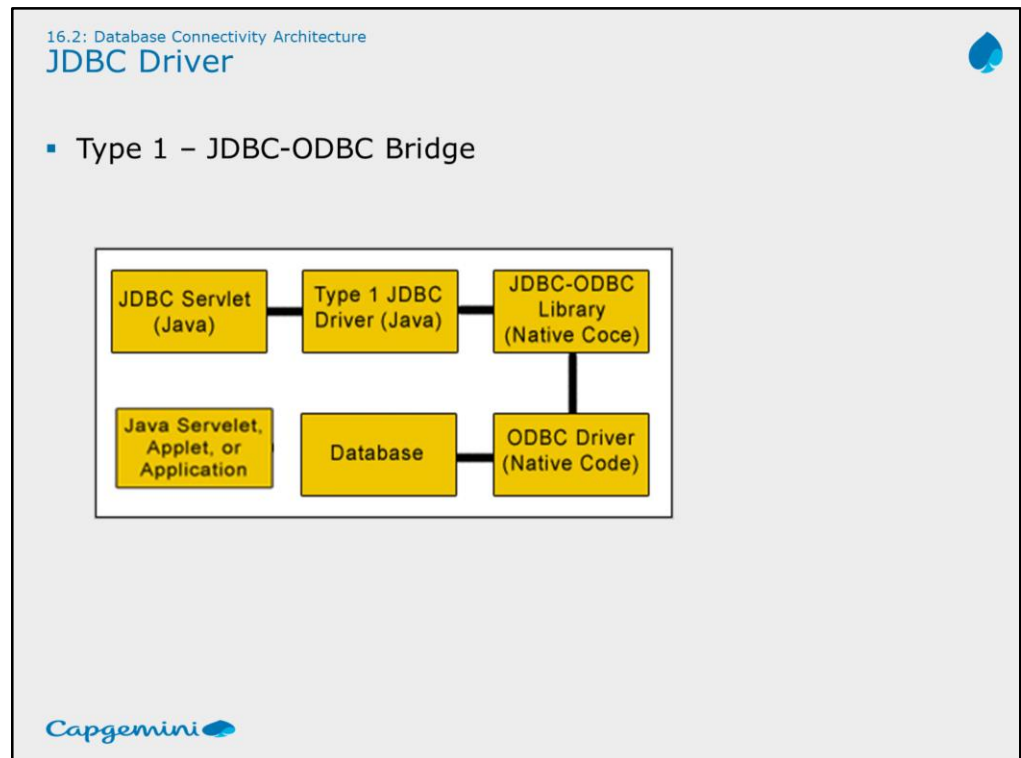 16.2: Database Connectivity Architecture
JDBC Driver
▪ Type 1 – JDBC-ODBC Bridge
JDBC Servlet
(Java)
Type 1 JDBC
Driver (Java)
JDBC-ODBC
Library
(Native Coce)
Java Servelet,
Applet, or
Application
Database
ODBC Driver
(Native Code)
Capgemini